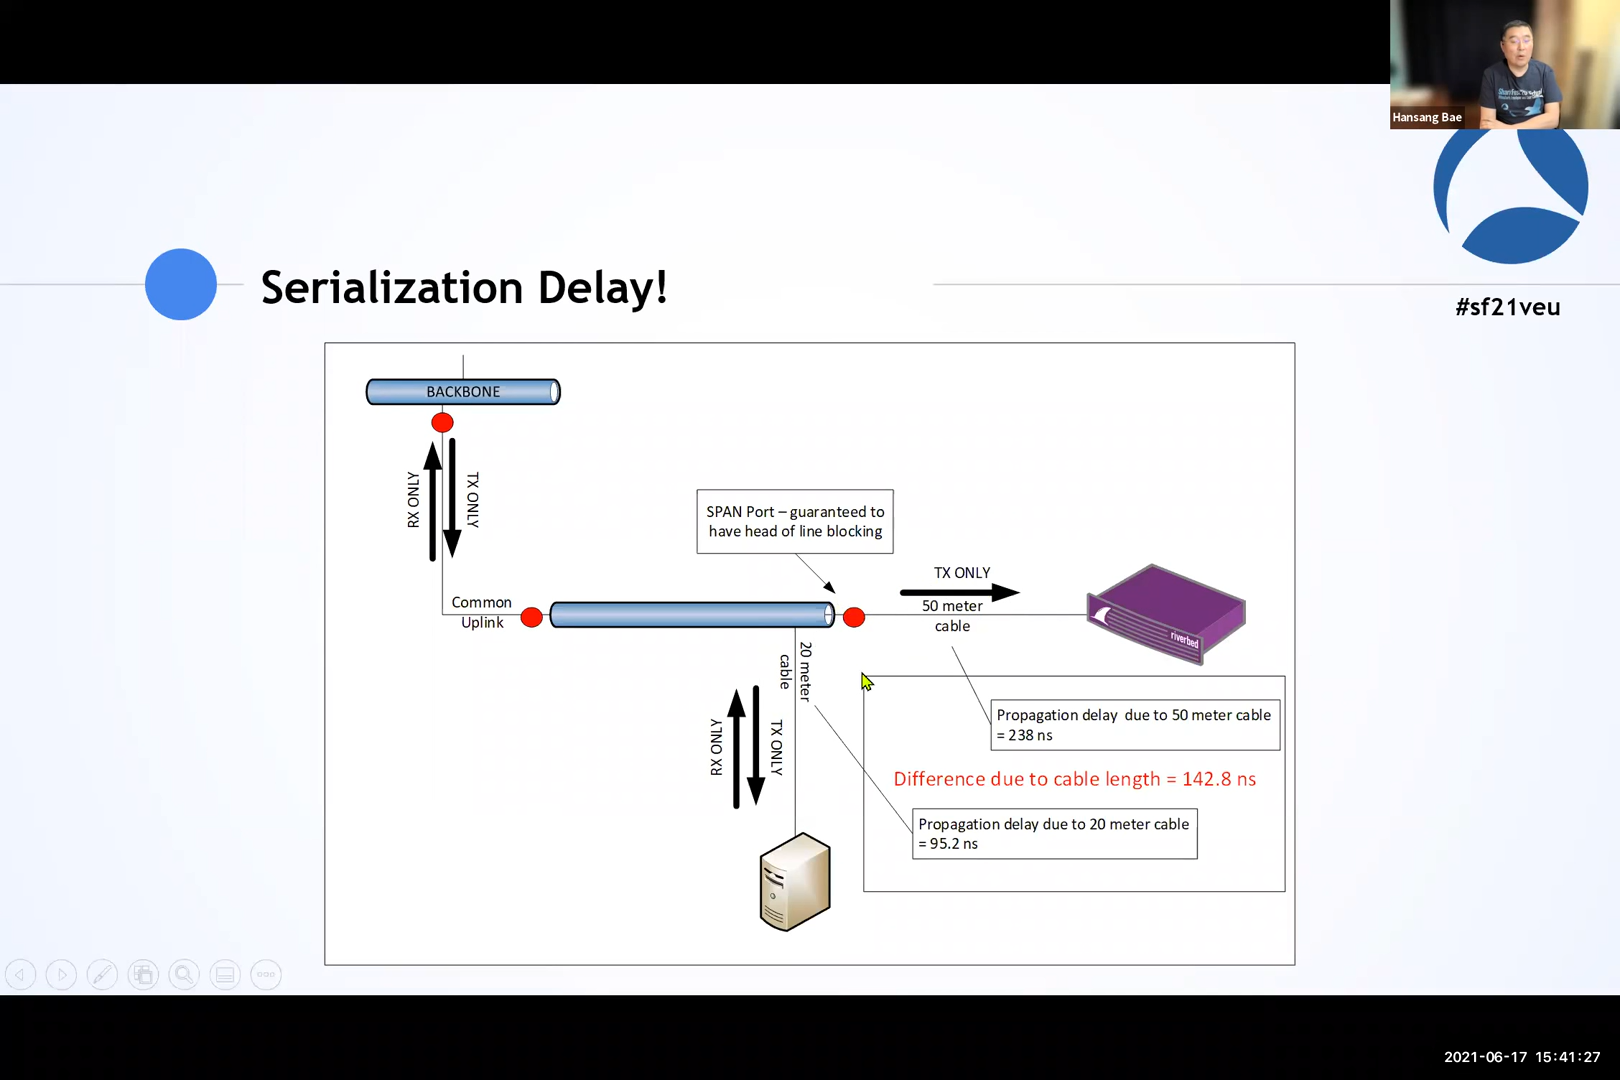 Hansang Bae
Serialization Delay!
#sf21veu
BACKBONE
RX ONLY
TX ONLY
SPAN Port – guaranteed to
have head of line blocking
TX ONLY
50 meter
cable
Common
Uplink
riverbed
20 meter
cable
RX ONLY
TX ONLY
Propagation delay due to 50 meter cable
= 238 ns
Difference due to cable length = 142.8 ns
Propagation delay due to 20 meter cable
= 95.2 ns
2021-06-17 15:41:27